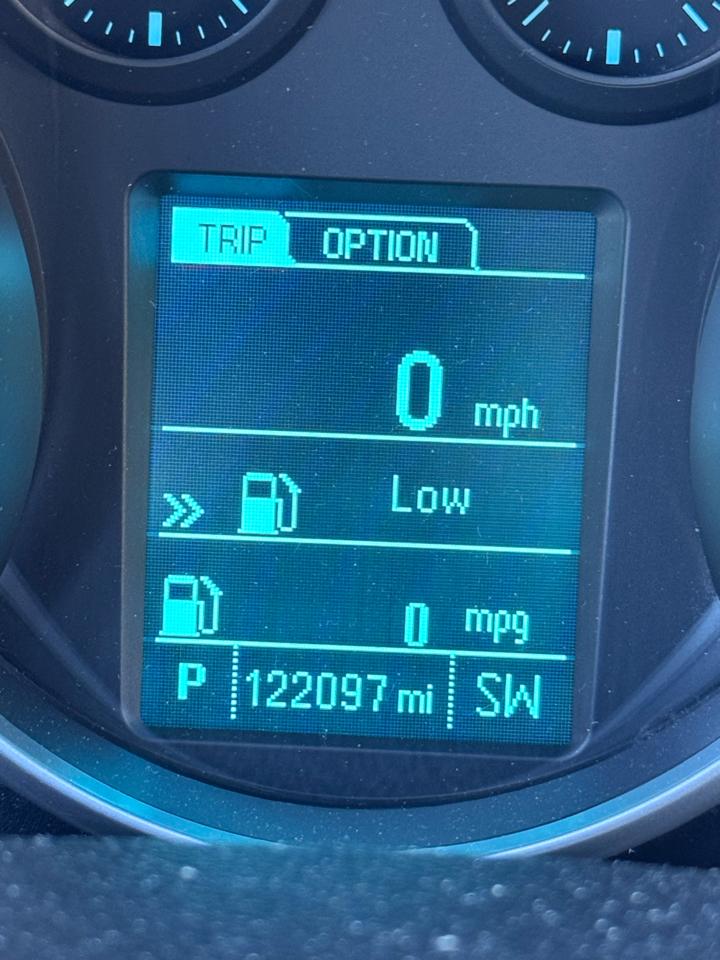 TRIP OPTION
0 mph
Low
0 mpg
P 122097 mi SW